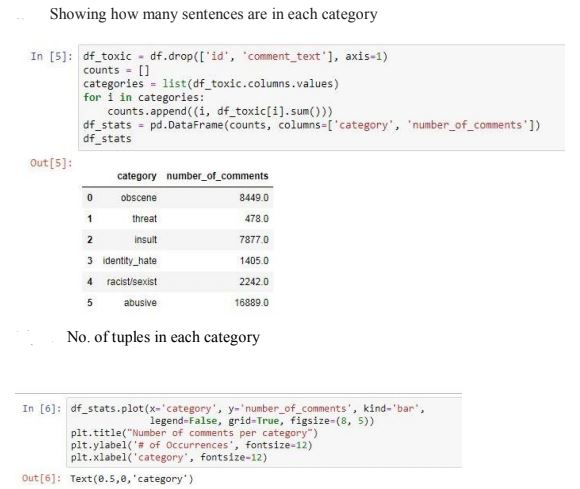 Showing how many sentences are in each category
In [5]: df_toxic = df.drop(['id', 'comment_text'], axis=1)
counts = []
categories = list(df_toxic.columns.values)
for i in categories:
counts.append((i, df_toxic[i].sum()))
df_stats = pd.DataFrame(counts, columns=['category', 'number_of_comments'])
df_stats
Out[5]:
category number_of_comments
0 obscene 8449.0
1 threat 478.0
2 insult 7877.0
3 identity_hate 1405.0
4 racist/sexist 2242.0
5 abusive 16889.0
No. of tuples in each category
In [6]: df_stats.plot(x='category', y='number_of_comments', kind='bar',
legend=False, grid=True, figsize=(8, 5))
plt.title("Number of comments per category")
plt.ylabel('# of Occurrences', fontsize=12)
plt.xlabel('category', fontsize=12)
Out[6]: Text(0.5,0,'category')